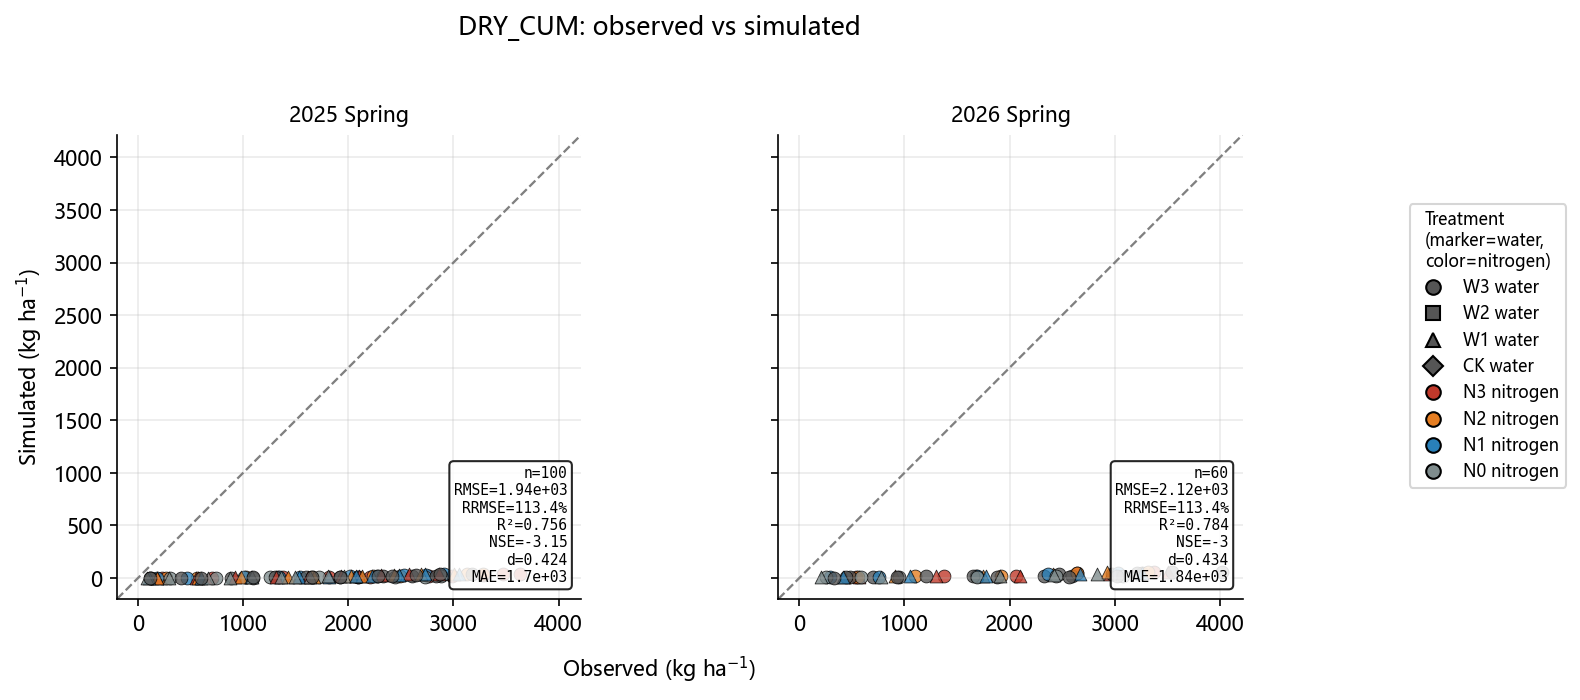 DRY_CUM: observed vs simulated
2025 Spring
2026 Spring
Simulated (kg ha⁻¹)
4000
3500
3000
2500
2000
1500
1000
500
0
n=100
RMSE=1.94e+03
RRMSE=113.4%
R²=0.756
NSE=-3.15
d=0.424
MAE=1.7e+03
0 1000 2000 3000 4000
n=60
RMSE=2.12e+03
RRMSE=113.4%
R²=0.784
NSE=-3
d=0.434
MAE=1.84e+03
0 1000 2000 3000 4000
Observed (kg ha⁻¹)
Treatment
(marker=water,
color=nitrogen)
W3 water
W2 water
W1 water
CK water
N3 nitrogen
N2 nitrogen
N1 nitrogen
N0 nitrogen